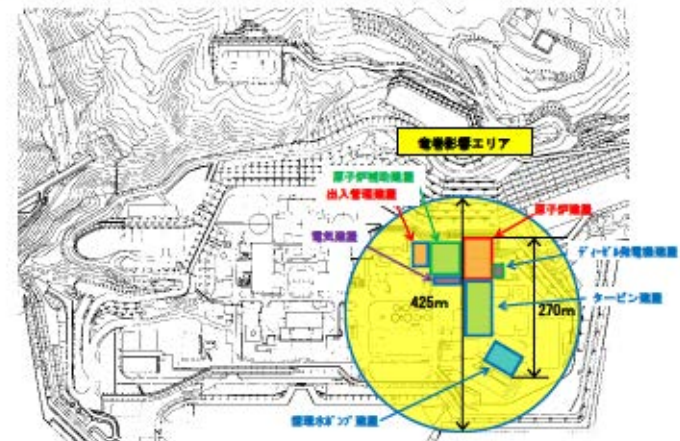 竜巻影響エリア
原子炉補助建屋
出入管理建屋
原子炉建屋
電気建屋
ディーゼル発電機建屋
425m
270m
タービン建屋
循環水ポンプ建屋